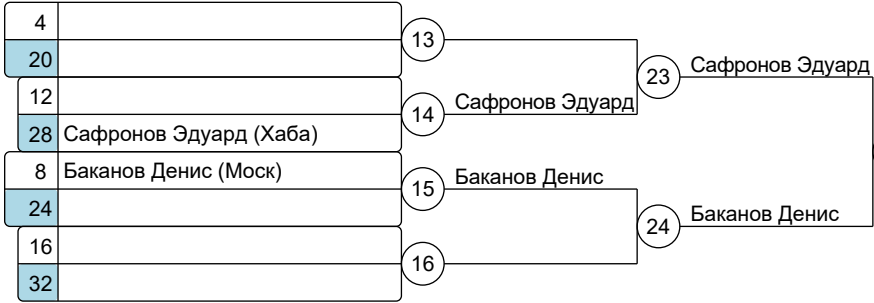 4
13
20
23 Сафронов Эдуард
12
14 Сафронов Эдуард
28 Сафронов Эдуард (Хаба)
8 Баканов Денис (Моск)
15 Баканов Денис
24
24 Баканов Денис
16
16
32